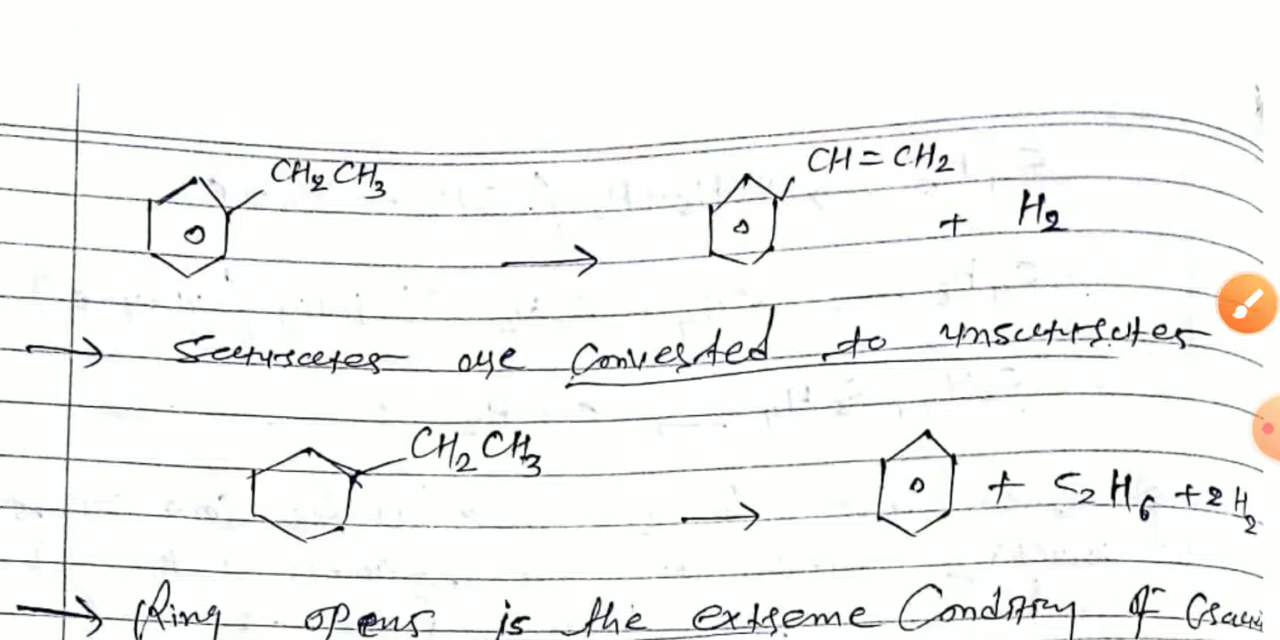 CH2CH3 → CH=CH2 + H2
→ Saturates are converted to unsaturates
CH2CH3 → + C2H6 + 2H2
→ Ring opens is the extreme Condition of